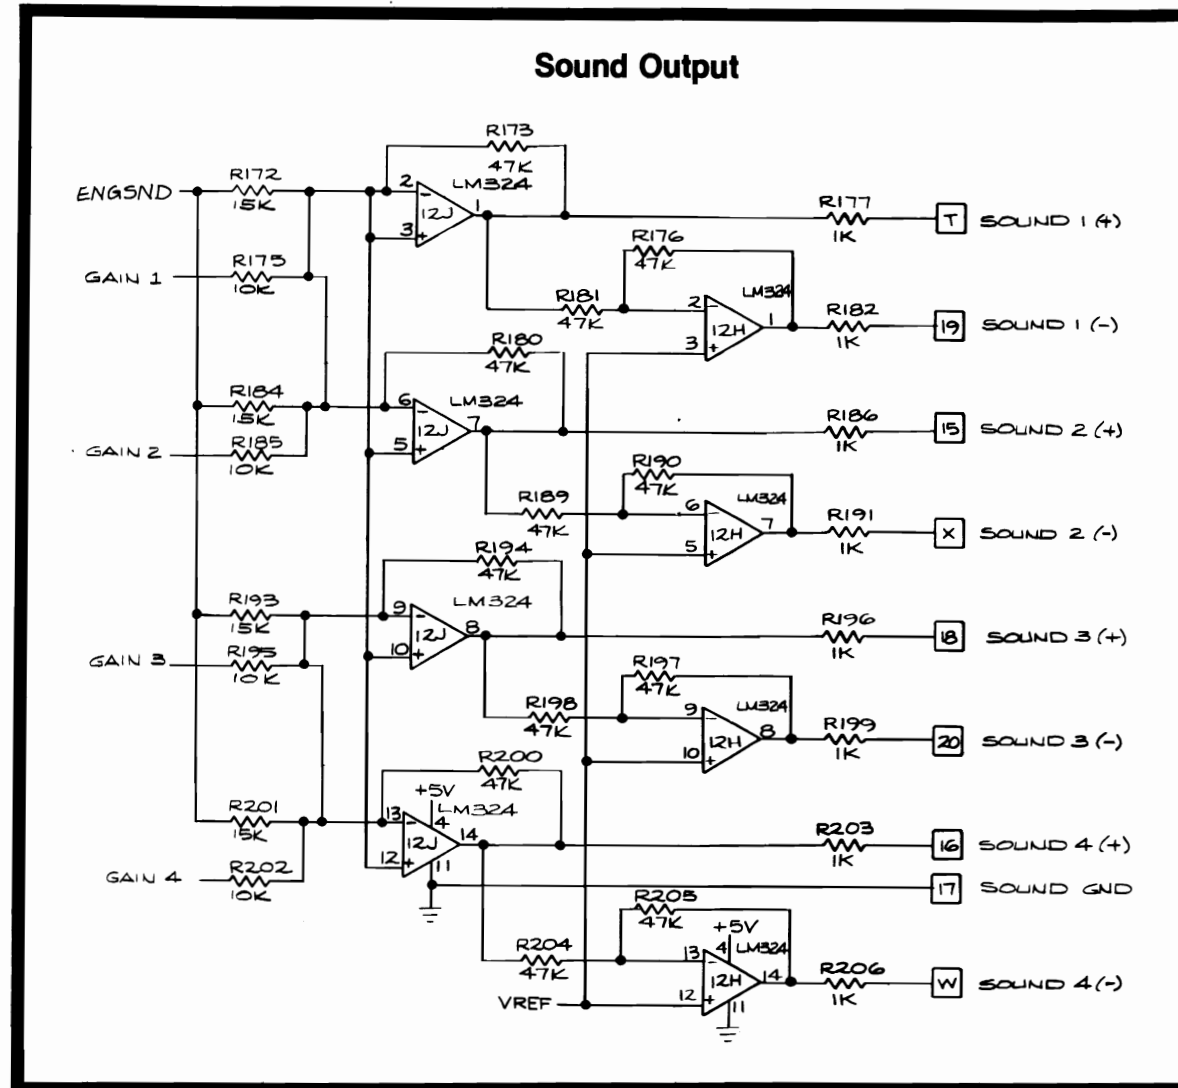 Sound Output
R173
47K
ENGSND
R172
15K
2
-
12J
3
+
LM324
1
R177
1K
T
SOUND 1 (+)
GAIN 1
R175
10K
R176
47K
R181
47K
2
-
12H
3
+
LM324
1
R182
1K
19
SOUND 1 (-)
R180
47K
R184
15K
6
-
12J
5
+
LM324
7
R186
1K
15
SOUND 2 (+)
GAIN 2
R185
10K
R190
47K
R189
47K
6
-
12H
5
+
LM324
7
R191
1K
X
SOUND 2 (-)
R194
47K
R193
15K
9
-
12J
10
+
LM324
8
R196
1K
18
SOUND 3 (+)
GAIN 3
R195
10K
R197
47K
R198
47K
9
-
12H
10
+
LM324
8
R199
1K
20
SOUND 3 (-)
R200
47K
R201
15K
+5V
4
13
-
12J
12
+
11
LM324
14
R203
1K
16
SOUND 4 (+)
17
SOUND GND
GAIN 4
R202
10K
R205
47K
R204
47K
+5V
4
13
-
12H
12
+
11
LM324
14
R206
1K
W
SOUND 4 (-)
VREF